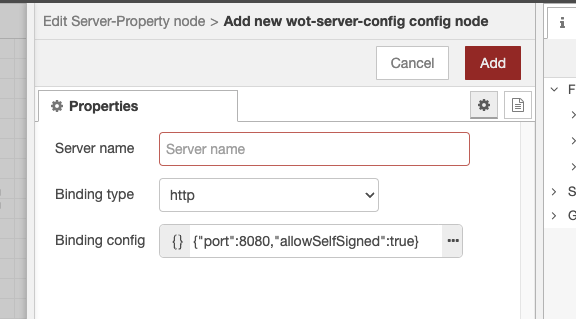 Edit Server-Property node > Add new wot-server-config config node
Cancel
Add
Properties
Server name
Server name
Binding type
http
Binding config
{} {"port":8080,"allowSelfSigned":true} •••
i
F
S
G